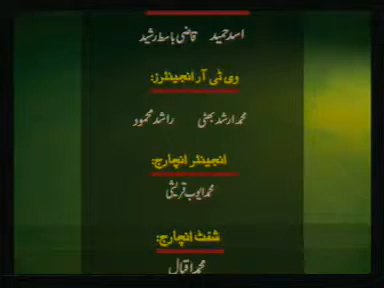 اسد حمید قاضی باسط رشید
وی ٹی آر انجینئرز:
محمد ارشد بھٹی راشد محمود
انجینئر انچارج:
محمد ایوب قریشی
شفٹ انچارج:
محمد اقبال